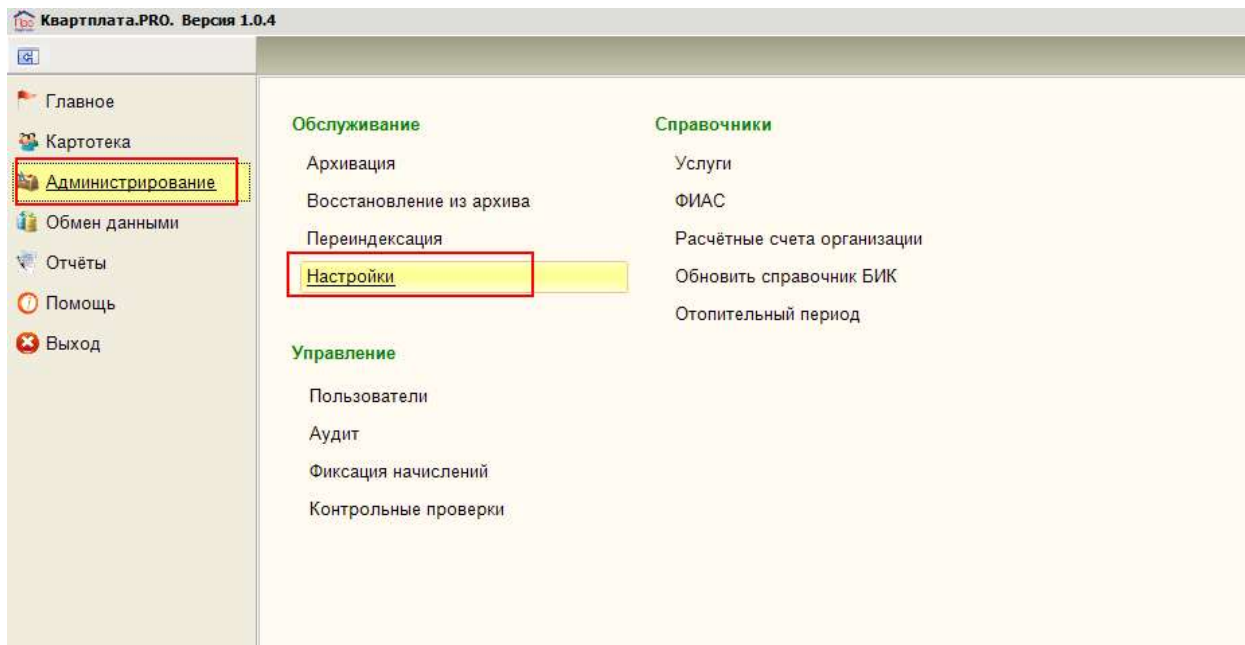 Квартплата.PRO. Версия 1.0.4
Главное
Картотека
Администрирование
Обмен данными
Отчёты
Помощь
Выход
Обслуживание
Архивация
Восстановление из архива
Переиндексация
Настройки
Управление
Пользователи
Аудит
Фиксация начислений
Контрольные проверки
Справочники
Услуги
ФИАС
Расчётные счета организации
Обновить справочник БИК
Отопительный период